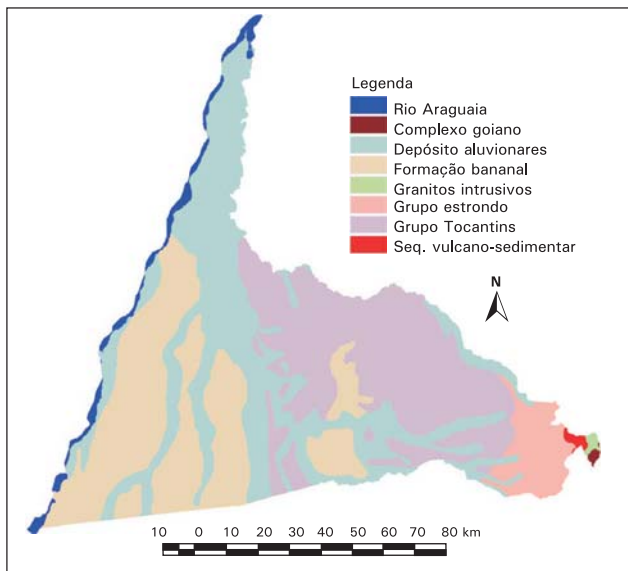 Legenda
Rio Araguaia
Complexo goiano
Depósito aluvionares
Formação bananal
Granitos intrusivos
Grupo estrondo
Grupo Tocantins
Seq. vulcano-sedimentar
N
10 0 10 20 30 40 50 60 70 80 km